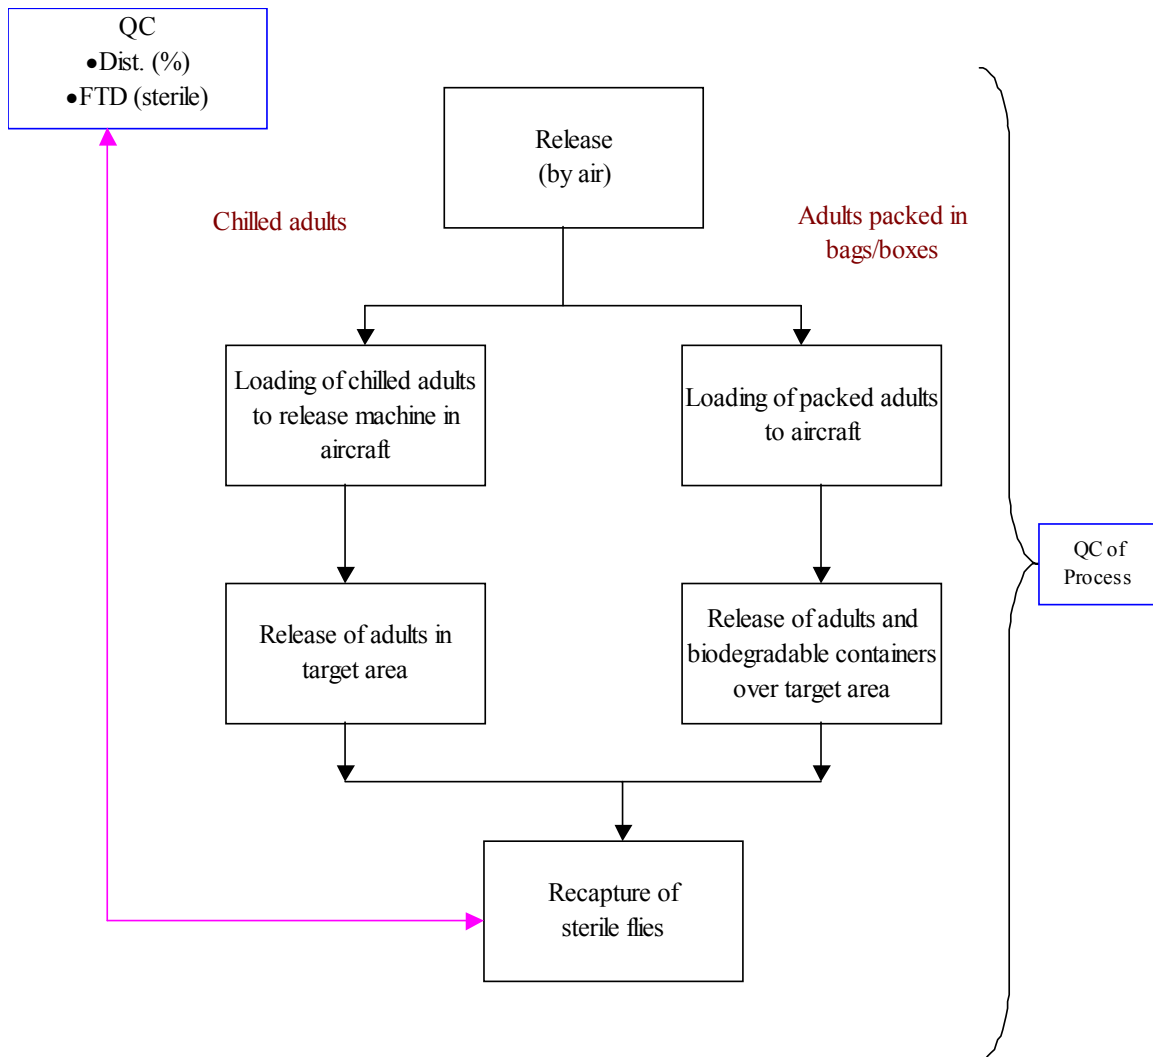 QC
●Dist. (%)
●FTD (sterile)
Release
(by air)
Chilled adults
Adults packed in
bags/boxes
Loading of chilled adults
to release machine in
aircraft
Loading of packed adults
to aircraft
QC of
Process
Release of adults in
target area
Release of adults and
biodegradable containers
over target area
Recapture of
sterile flies